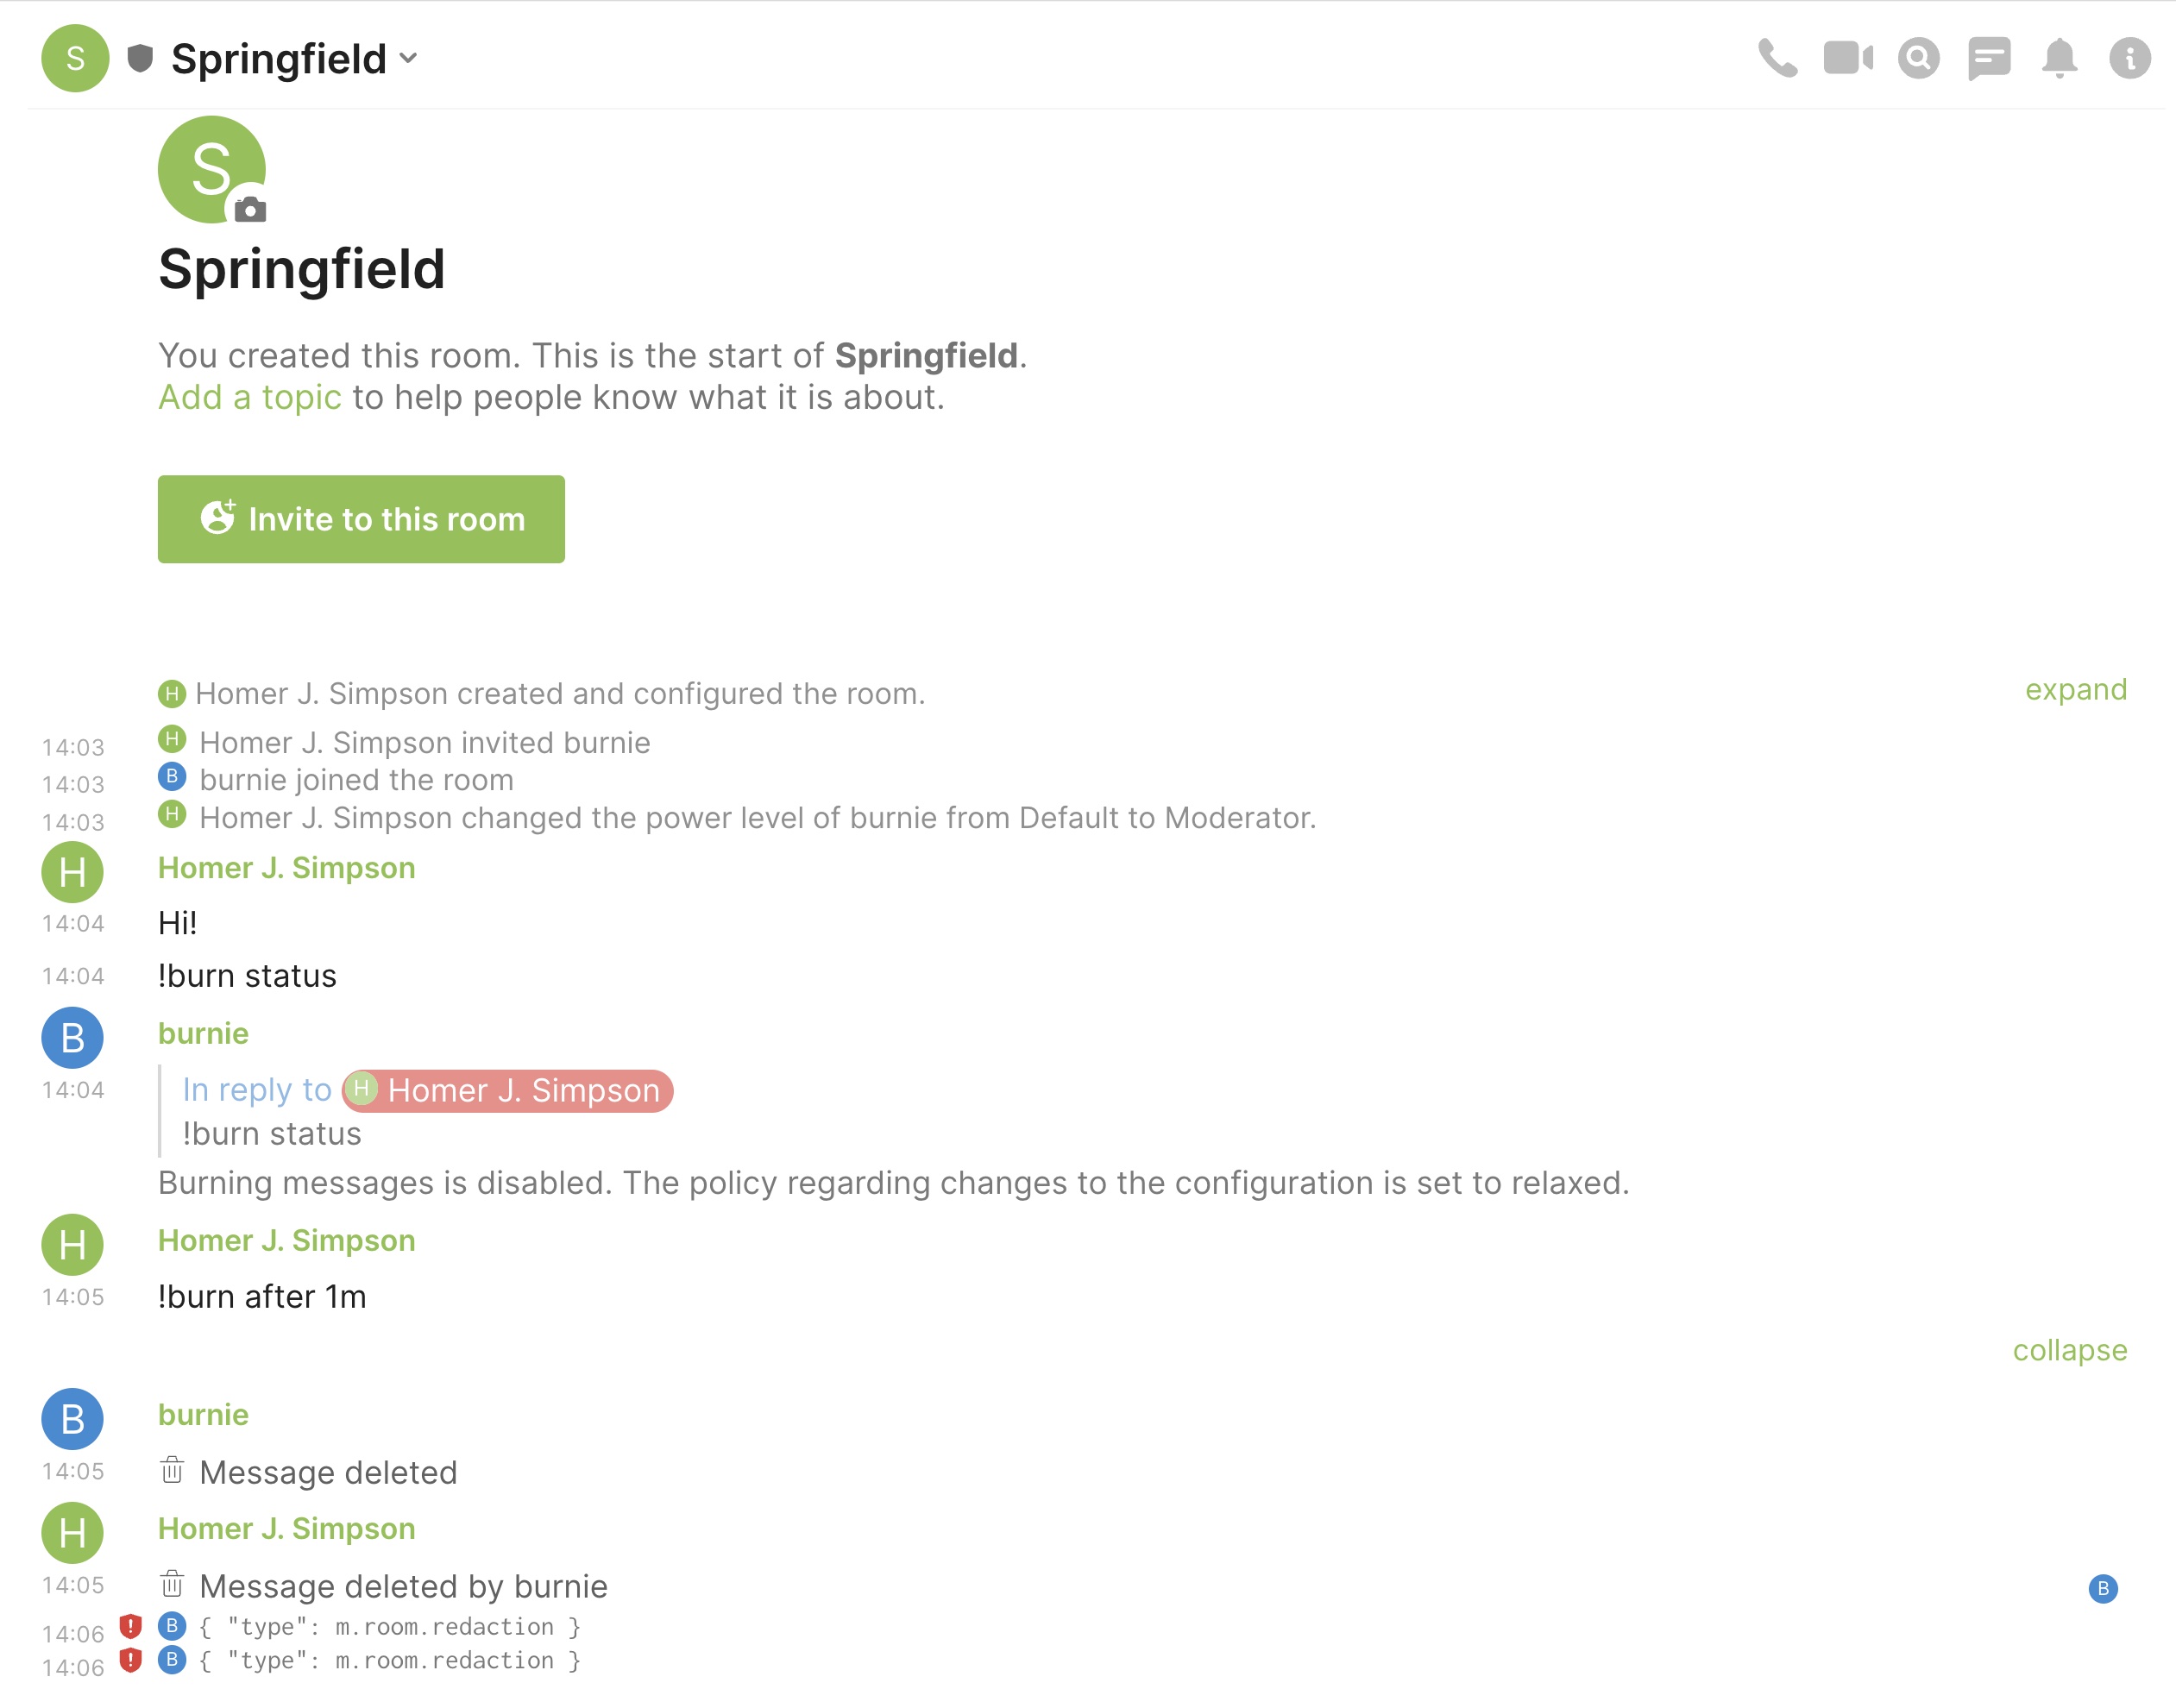 S Springfield
S
Springfield
You created this room. This is the start of Springfield.
Add a topic to help people know what it is about.
Invite to this room
H Homer J. Simpson created and configured the room. expand
14:03 H Homer J. Simpson invited burnie
14:03 B burnie joined the room
14:03 H Homer J. Simpson changed the power level of burnie from Default to Moderator.
H Homer J. Simpson
14:04 Hi!
14:04 !burn status
B burnie
14:04 In reply to H Homer J. Simpson
!burn status
Burning messages is disabled. The policy regarding changes to the configuration is set to relaxed.
H Homer J. Simpson
14:05 !burn after 1m
collapse
B burnie
14:05 Message deleted
H Homer J. Simpson
14:05 Message deleted by burnie B
14:06 B { "type": m.room.redaction }
14:06 B { "type": m.room.redaction }